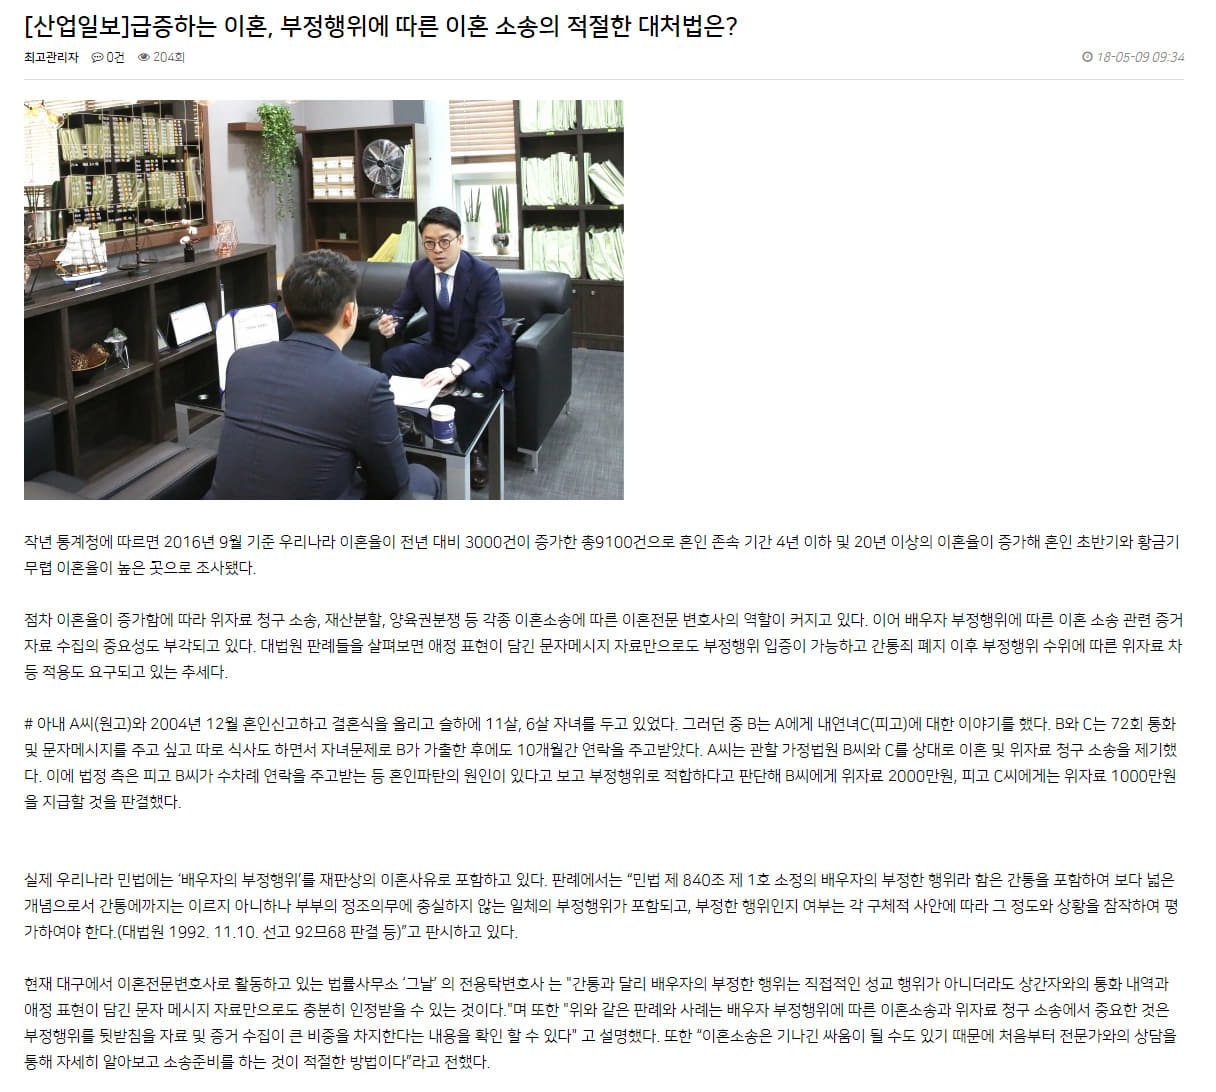 [산업일보]급증하는 이혼, 부정행위에 따른 이혼 소송의 적절한 대처법은?
최고관리자 0건 204회 18-05-09 09:34
작년 통계청에 따르면 2016년 9월 기준 우리나라 이혼율이 전년 대비 3000건이 증가한 총9100건으로 혼인 존속 기간 4년 이하 및 20년 이상의 이혼율이 증가해 혼인 초반기와 황금기
무렵 이혼율이 높은 곳으로 조사됐다.
점차 이혼율이 증가함에 따라 위자료 청구 소송, 재산분할, 양육권분쟁 등 각종 이혼소송에 따른 이혼전문 변호사의 역할이 커지고 있다. 이어 배우자 부정행위에 따른 이혼 소송 관련 증거
자료 수집의 중요성도 부각되고 있다. 대법원 판례들을 살펴보면 애정 표현이 담긴 문자메시지 자료만으로도 부정행위 입증이 가능하고 간통죄 폐지 이후 부정행위 수위에 따른 위자료 차
등 적용도 요구되고 있는 추세다.
# 아내 A씨(원고)와 2004년 12월 혼인신고하고 결혼식을 올리고 슬하에 11살, 6살 자녀를 두고 있었다. 그러던 중 B는 A에게 내연녀C(피고)에 대한 이야기를 했다. B와 C는 72회 통화
및 문자메시지를 주고 싶고 따로 식사도 하면서 자녀문제로 B가 가출한 후에도 10개월간 연락을 주고받았다. A씨는 관할 가정법원 B씨와 C를 상대로 이혼 및 위자료 청구 소송을 제기했
다. 이에 법정 측은 피고 B씨가 수차례 연락을 주고받는 등 혼인파탄의 원인이 있다고 보고 부정행위로 적합하다고 판단해 B씨에게 위자료 2000만원, 피고 C씨에게는 위자료 1000만원
을 지급할 것을 판결했다.
실제 우리나라 민법에는 ‘배우자의 부정행위’를 재판상의 이혼사유로 포함하고 있다. 판례에서는 “민법 제 840조 제 1호 소정의 배우자의 부정한 행위라 함은 간통을 포함하여 보다 넓은
개념으로서 간통에까지는 이르지 아니하나 부부의 정조의무에 충실하지 않는 일체의 부정행위가 포함되고, 부정한 행위인지 여부는 각 구체적 사안에 따라 그 정도와 상황을 참작하여 평
가하여야 한다.(대법원 1992. 11.10. 선고 92므68 판결 등)”고 판시하고 있다.
현재 대구에서 이혼전문변호사로 활동하고 있는 법률사무소 ‘그날’ 의 전용탁변호사 는 "간통과 달리 배우자의 부정한 행위는 직접적인 성교 행위가 아니더라도 상간자와의 통화 내역과
애정 표현이 담긴 문자 메시지 자료만으로도 충분히 인정받을 수 있는 것이다."며 또한 "위와 같은 판례와 사례는 배우자 부정행위에 따른 이혼소송과 위자료 청구 소송에서 중요한 것은
부정행위를 뒷받침을 자료 및 증거 수집이 큰 비중을 차지한다는 내용을 확인 할 수 있다" 고 설명했다. 또한 “이혼소송은 기나긴 싸움이 될 수도 있기 때문에 처음부터 전문가와의 상담을
통해 자세히 알아보고 소송준비를 하는 것이 적절한 방법이다”라고 전했다.